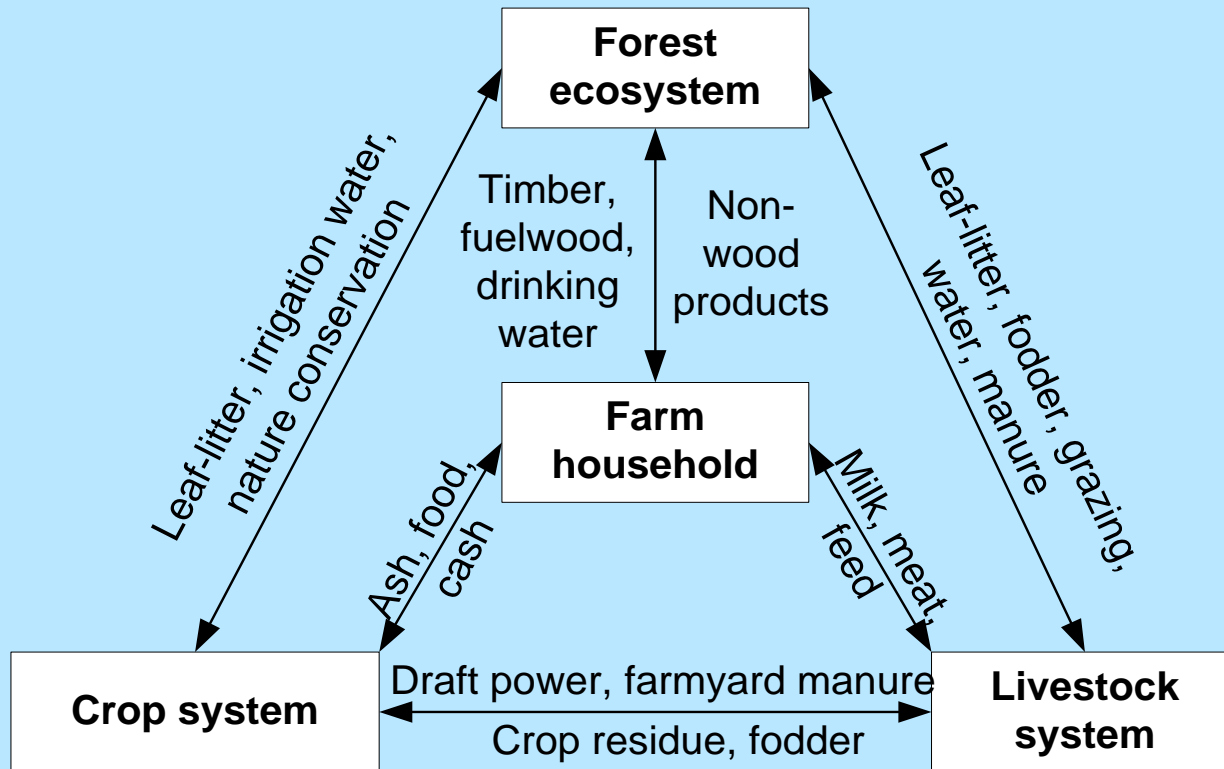 Forest
ecosystem
Leaf-litter, irrigation water,
nature conservation
Timber,
fuelwood,
drinking
water
Non-
wood
products
Leaf-litter, fodder, grazing,
water, manure
Farm
household
Ash, food,
cash
Milk, meat,
feed
Crop system
Draft power, farmyard manure
Crop residue, fodder
Livestock
system